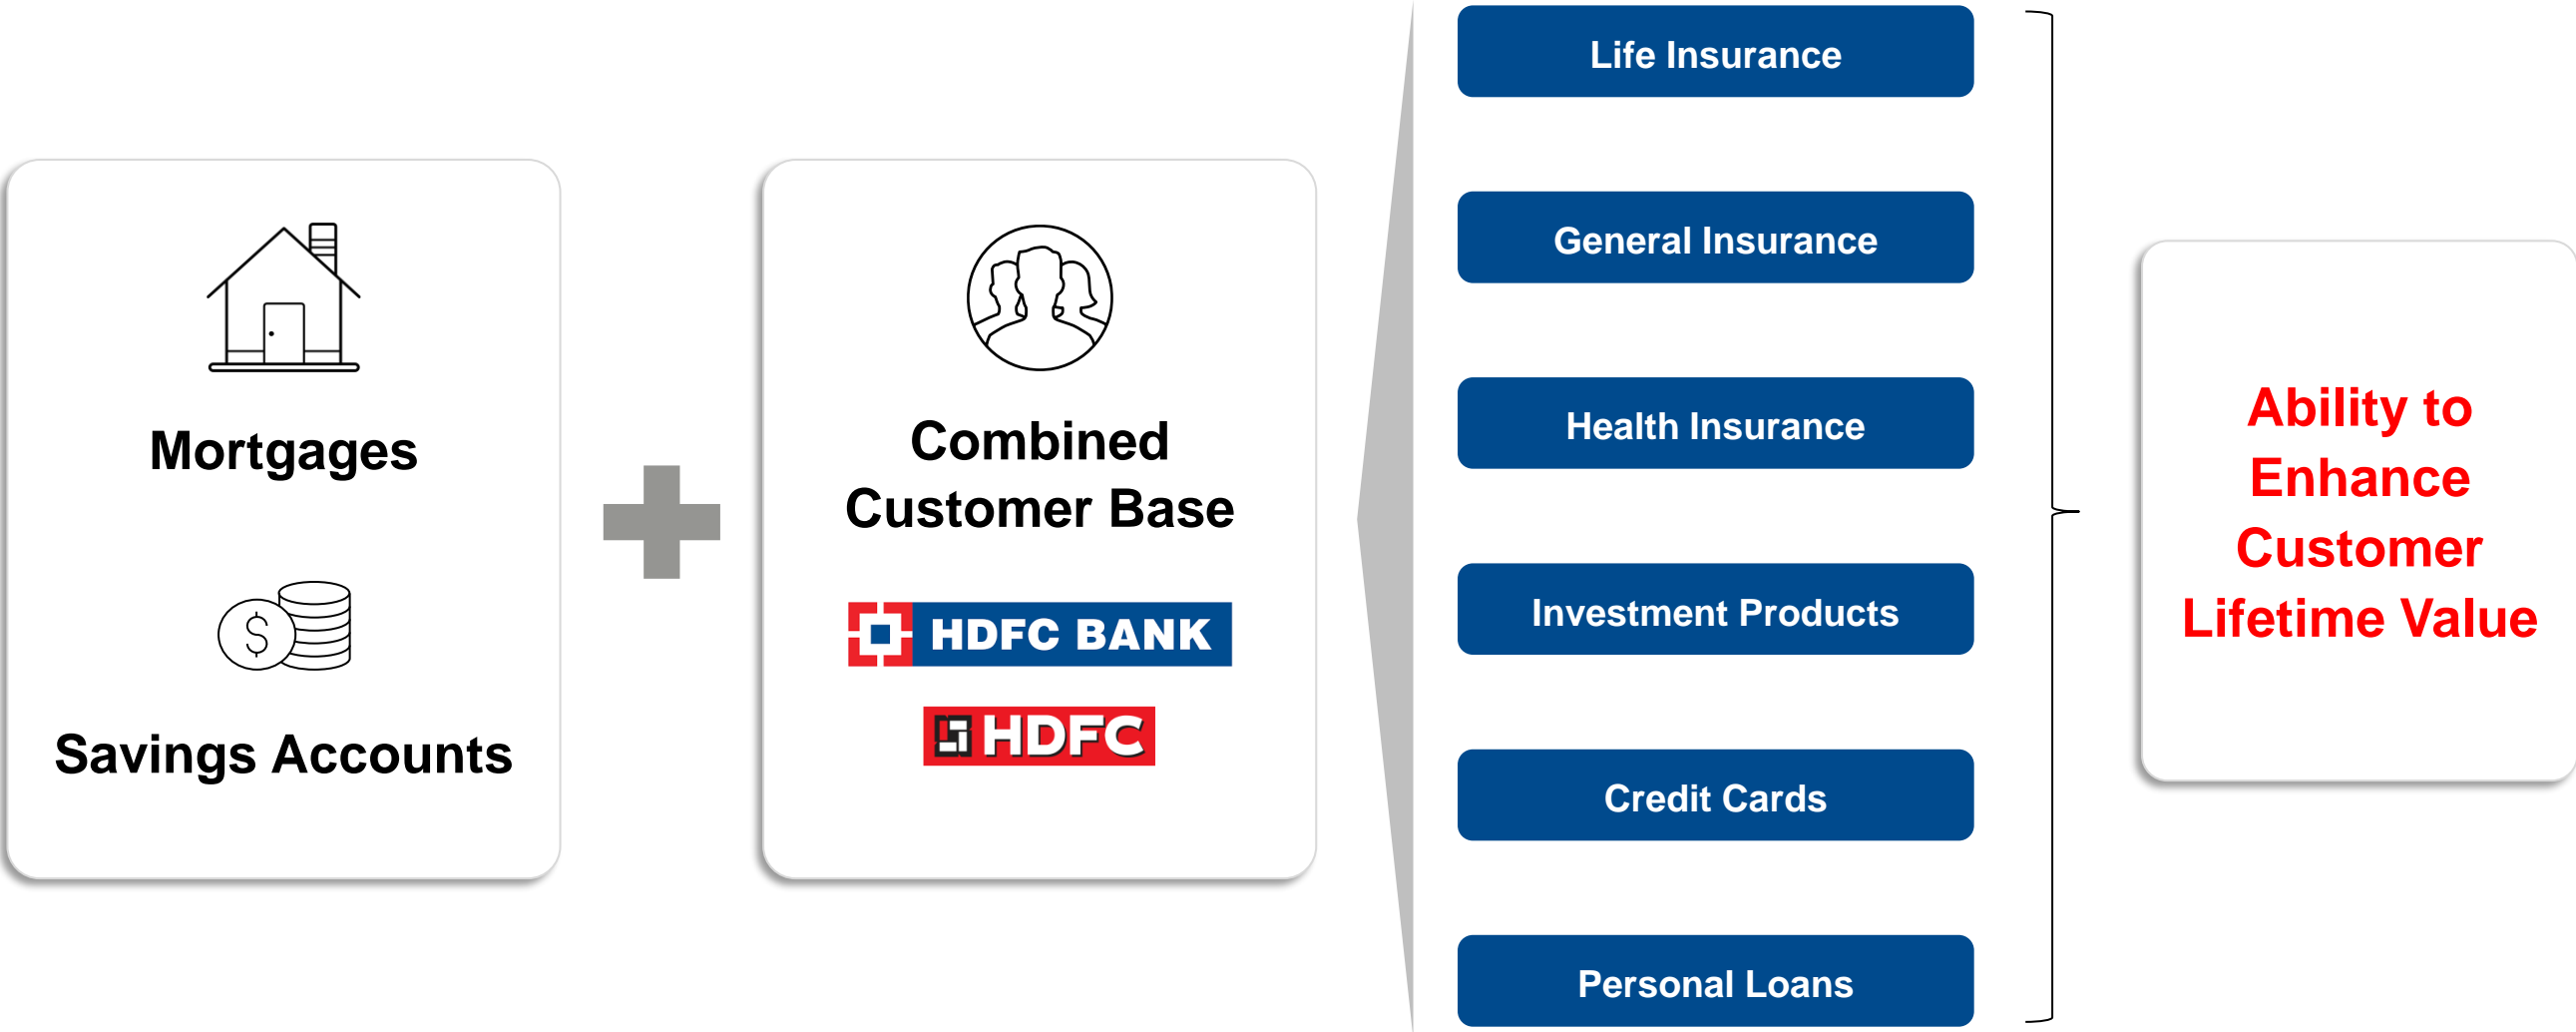 Mortgages
$
Savings Accounts
Combined
Customer Base
HDFC BANK
HDFC
Life Insurance
General Insurance
Health Insurance
Investment Products
Credit Cards
Personal Loans
Ability to
Enhance
Customer
Lifetime Value